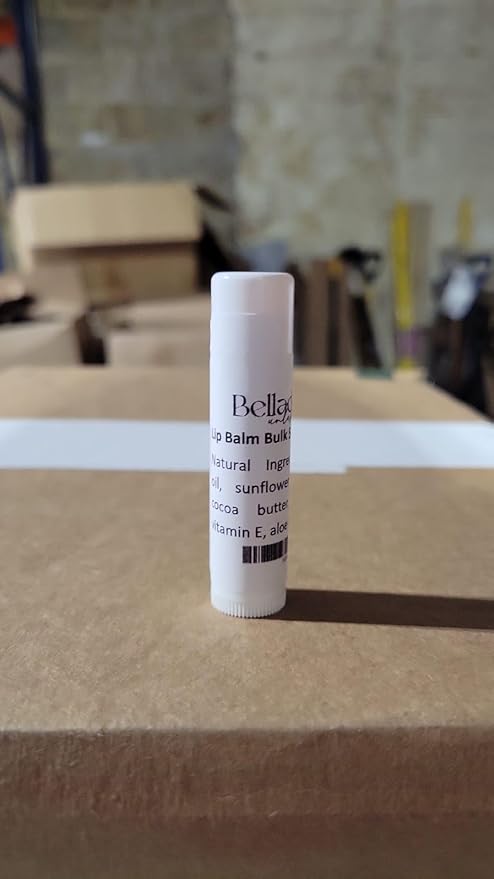 Bellac
Lip Balm Bulk
Natural Ingre
oil, sunflower
cocoa butter
vitamin E, aloe